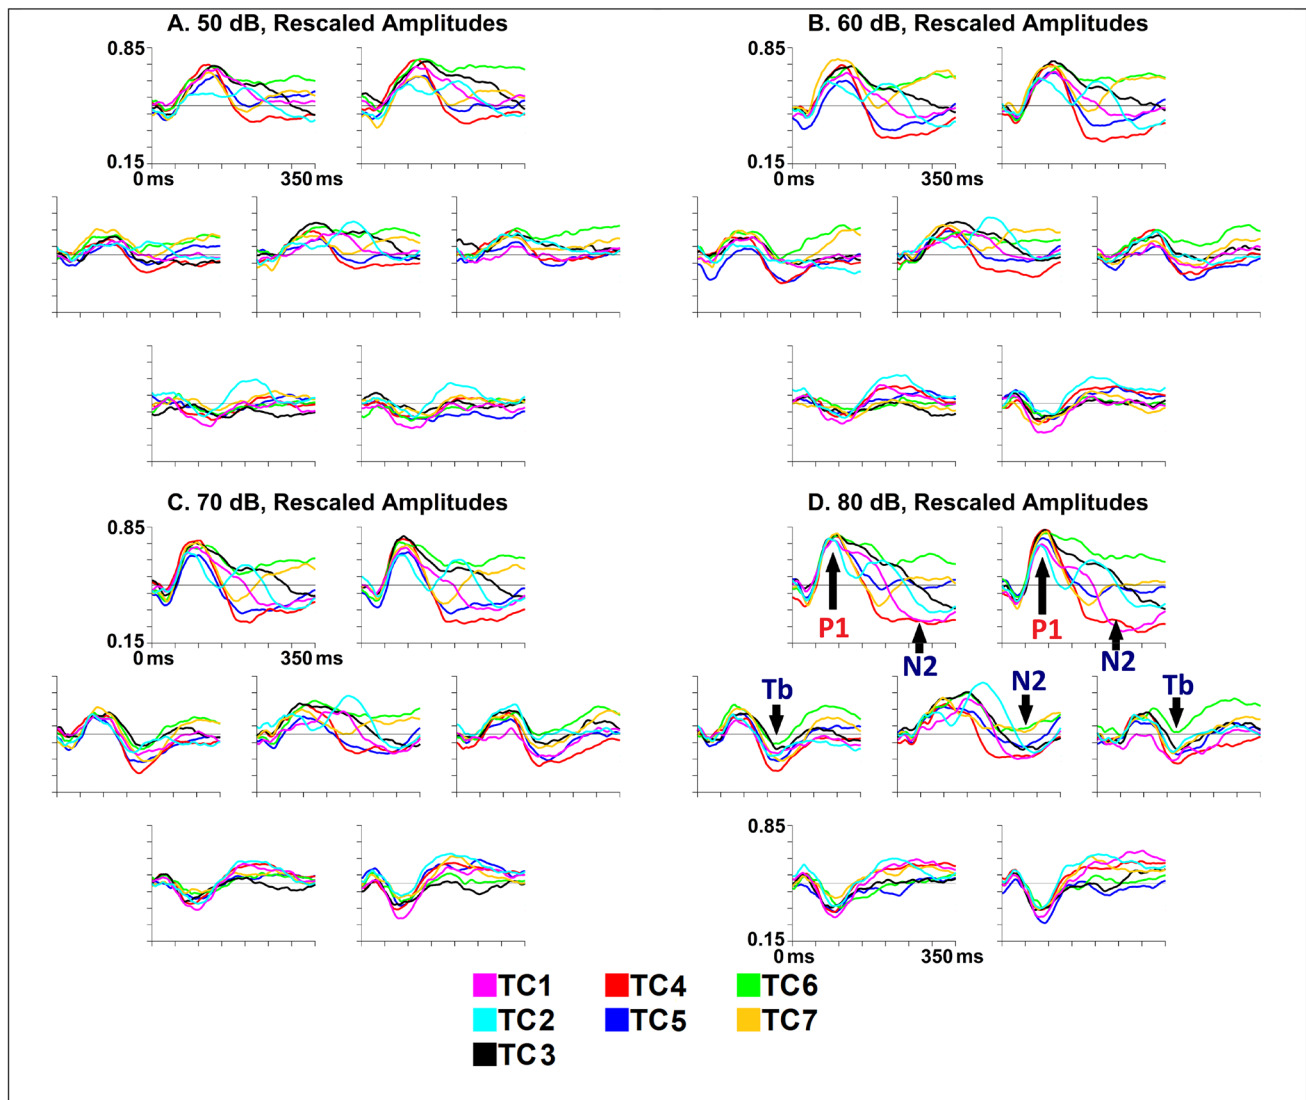 A. 50 dB, Rescaled Amplitudes
B. 60 dB, Rescaled Amplitudes
0.85
0.85
0.15
0.15
0 ms
350 ms
0 ms
350 ms
C. 70 dB, Rescaled Amplitudes
D. 80 dB, Rescaled Amplitudes
0.85
0.15
0 ms
350 ms
P1
P1
N2
N2
Tb
N2
Tb
0.85
0.15
0 ms
350 ms
TC1
TC4
TC6
TC2
TC5
TC7
TC3